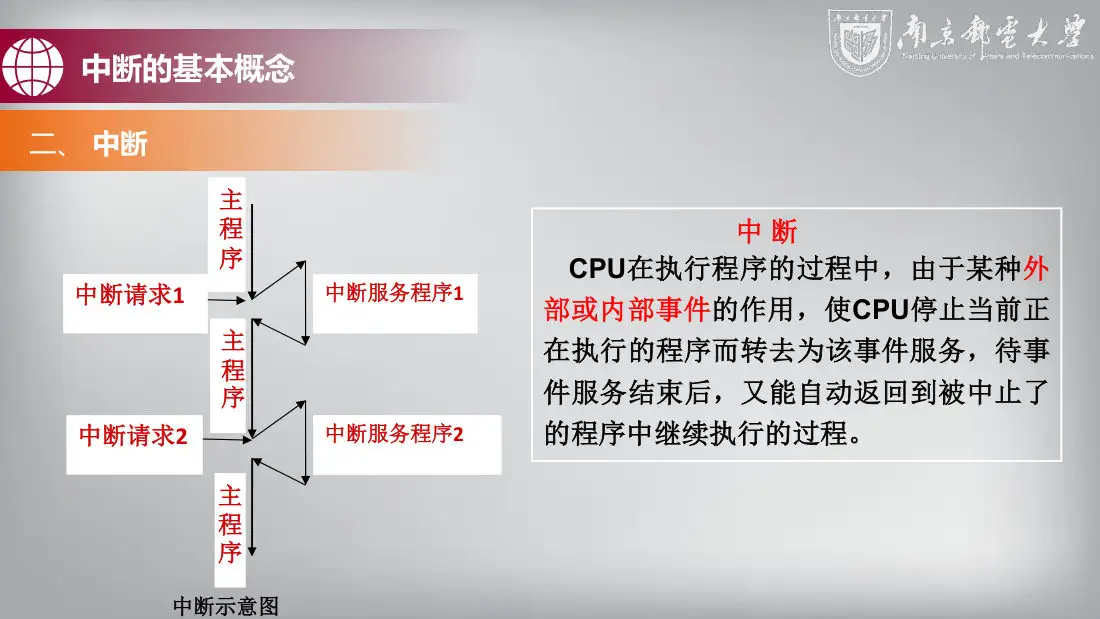 中断的基本概念
南京邮电大学
Nanjing University of Posts and Telecommunications
二、 中断
主程序
中断请求1
中断服务程序1
主程序
中断请求2
中断服务程序2
主程序
中断示意图
中 断
CPU在执行程序的过程中，由于某种外
部或内部事件的作用，使CPU停止当前正
在执行的程序而转去为该事件服务，待事
件服务结束后，又能自动返回到被中止了
的程序中继续执行的过程。